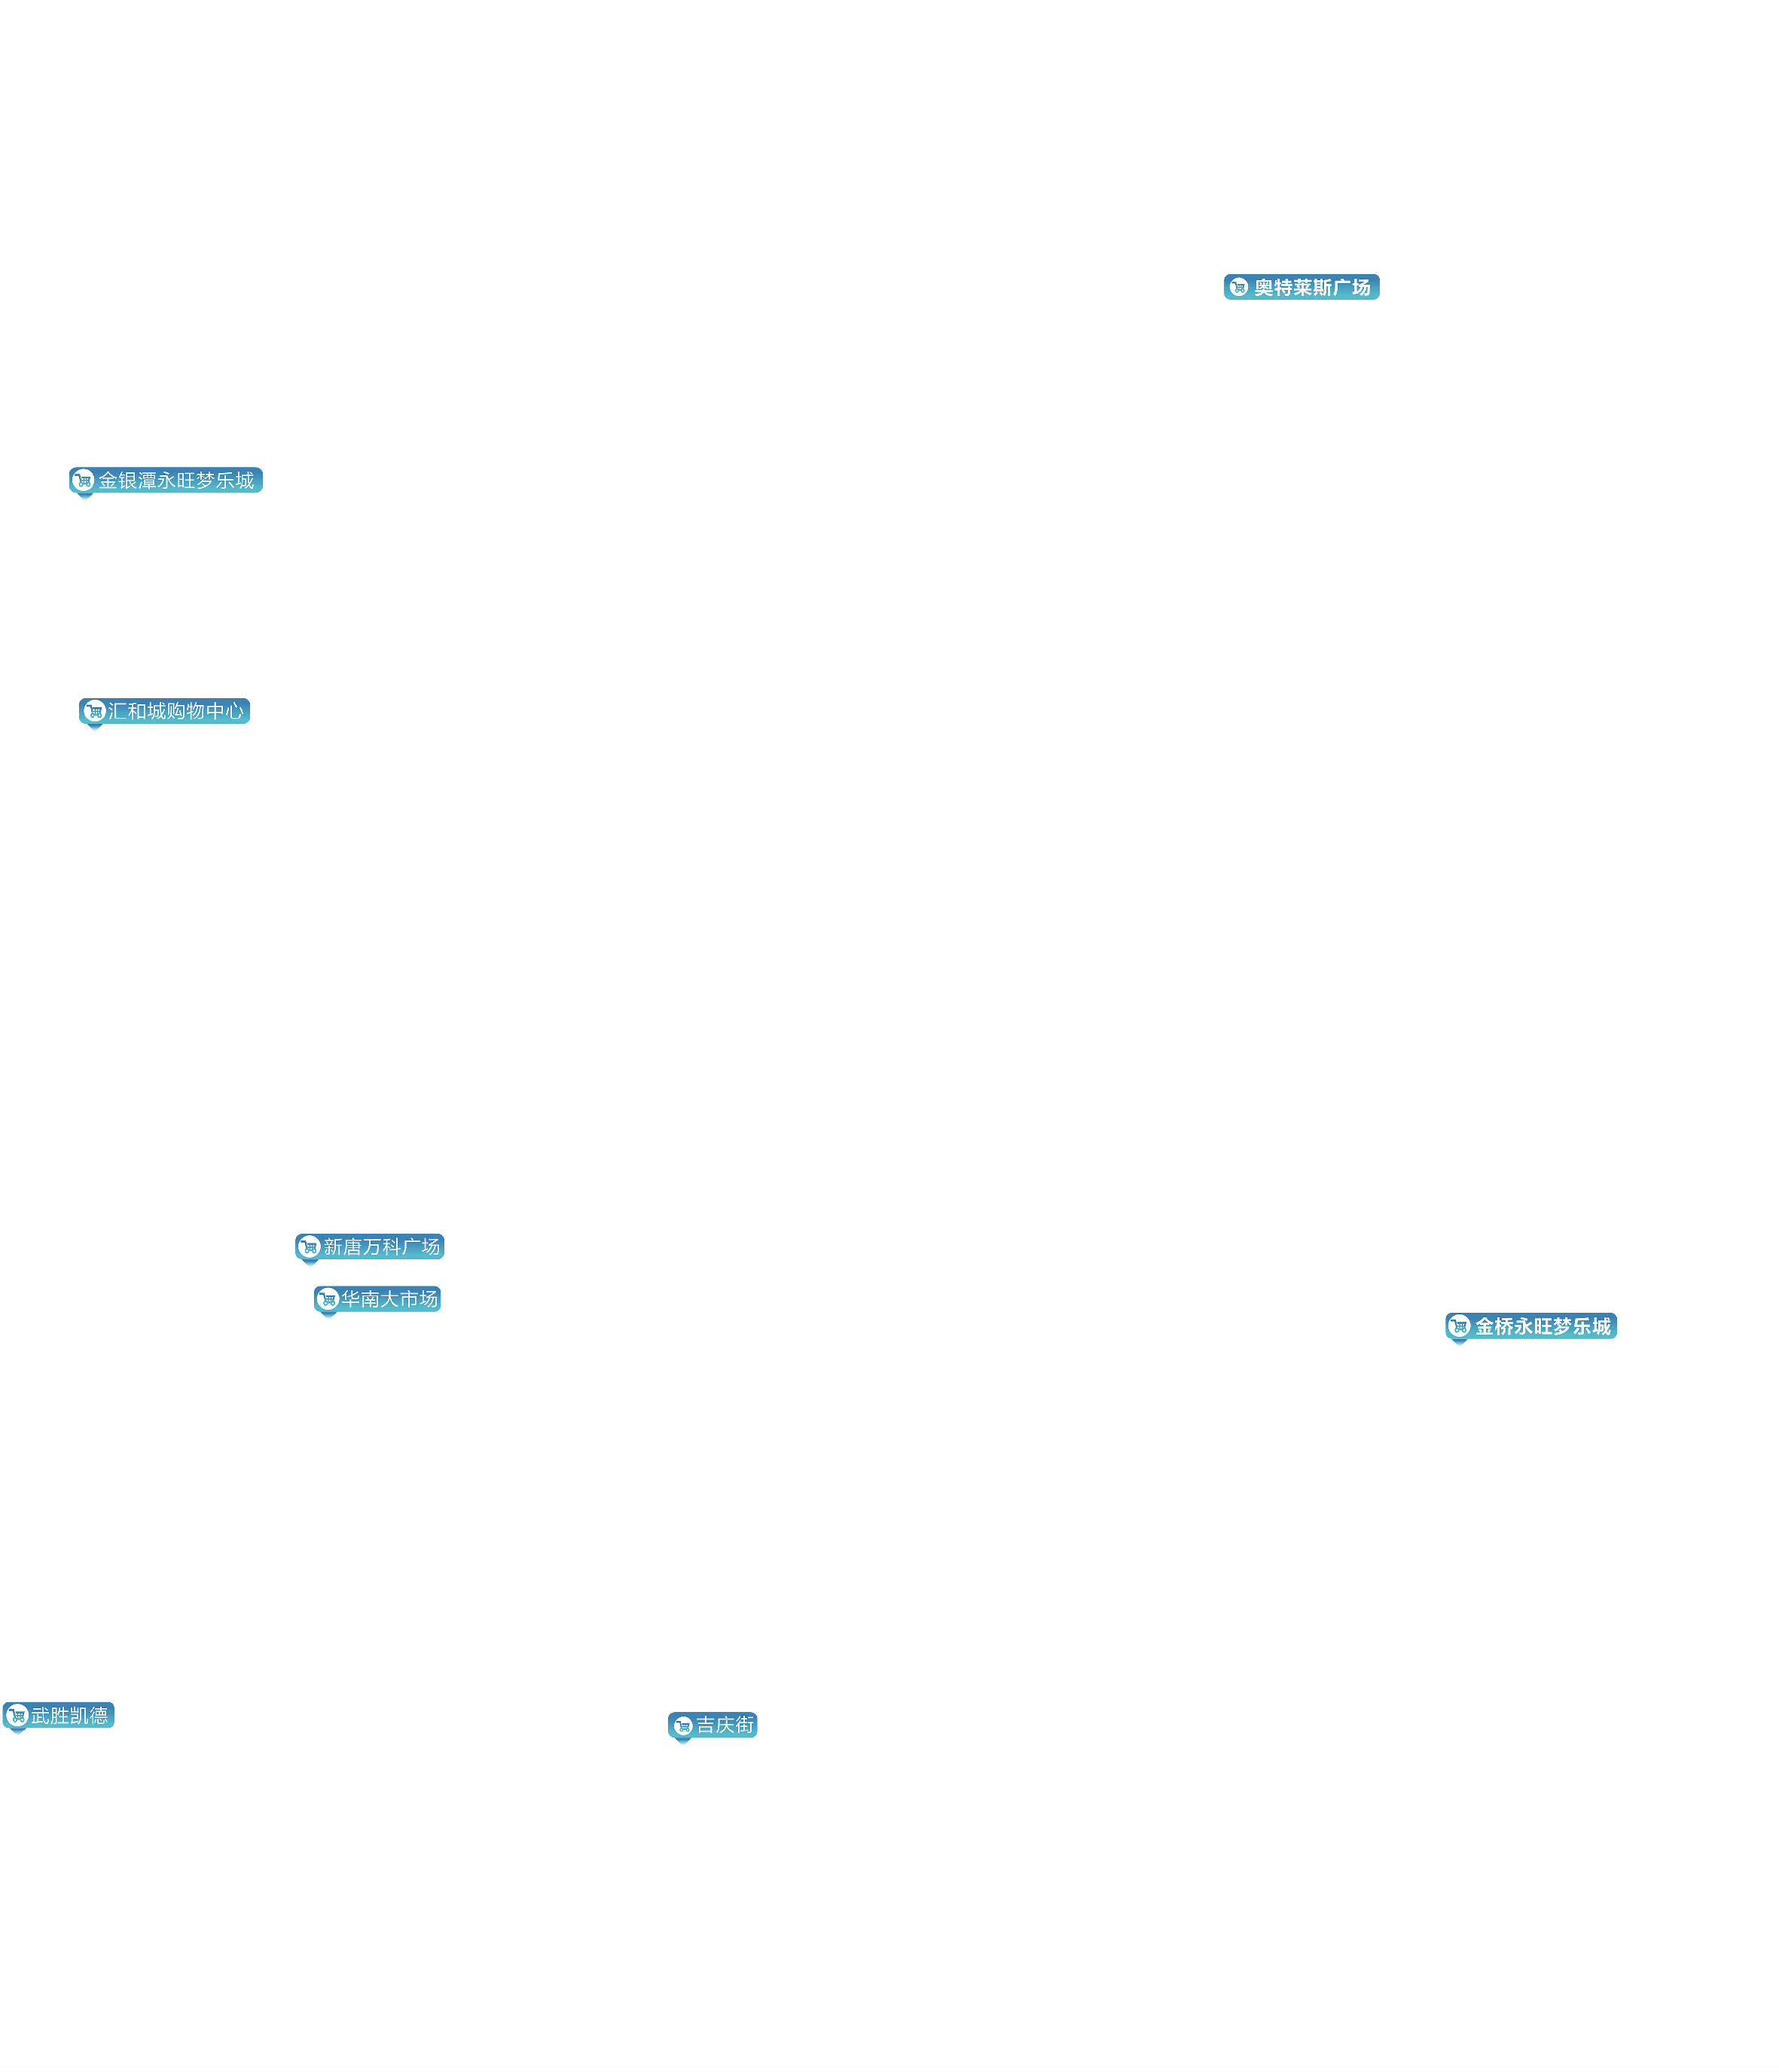 奥特莱斯广场
金银潭永旺梦乐城
汇和城购物中心
新唐万科广场
华南大市场
金桥永旺梦乐城
武胜凯德
吉庆街